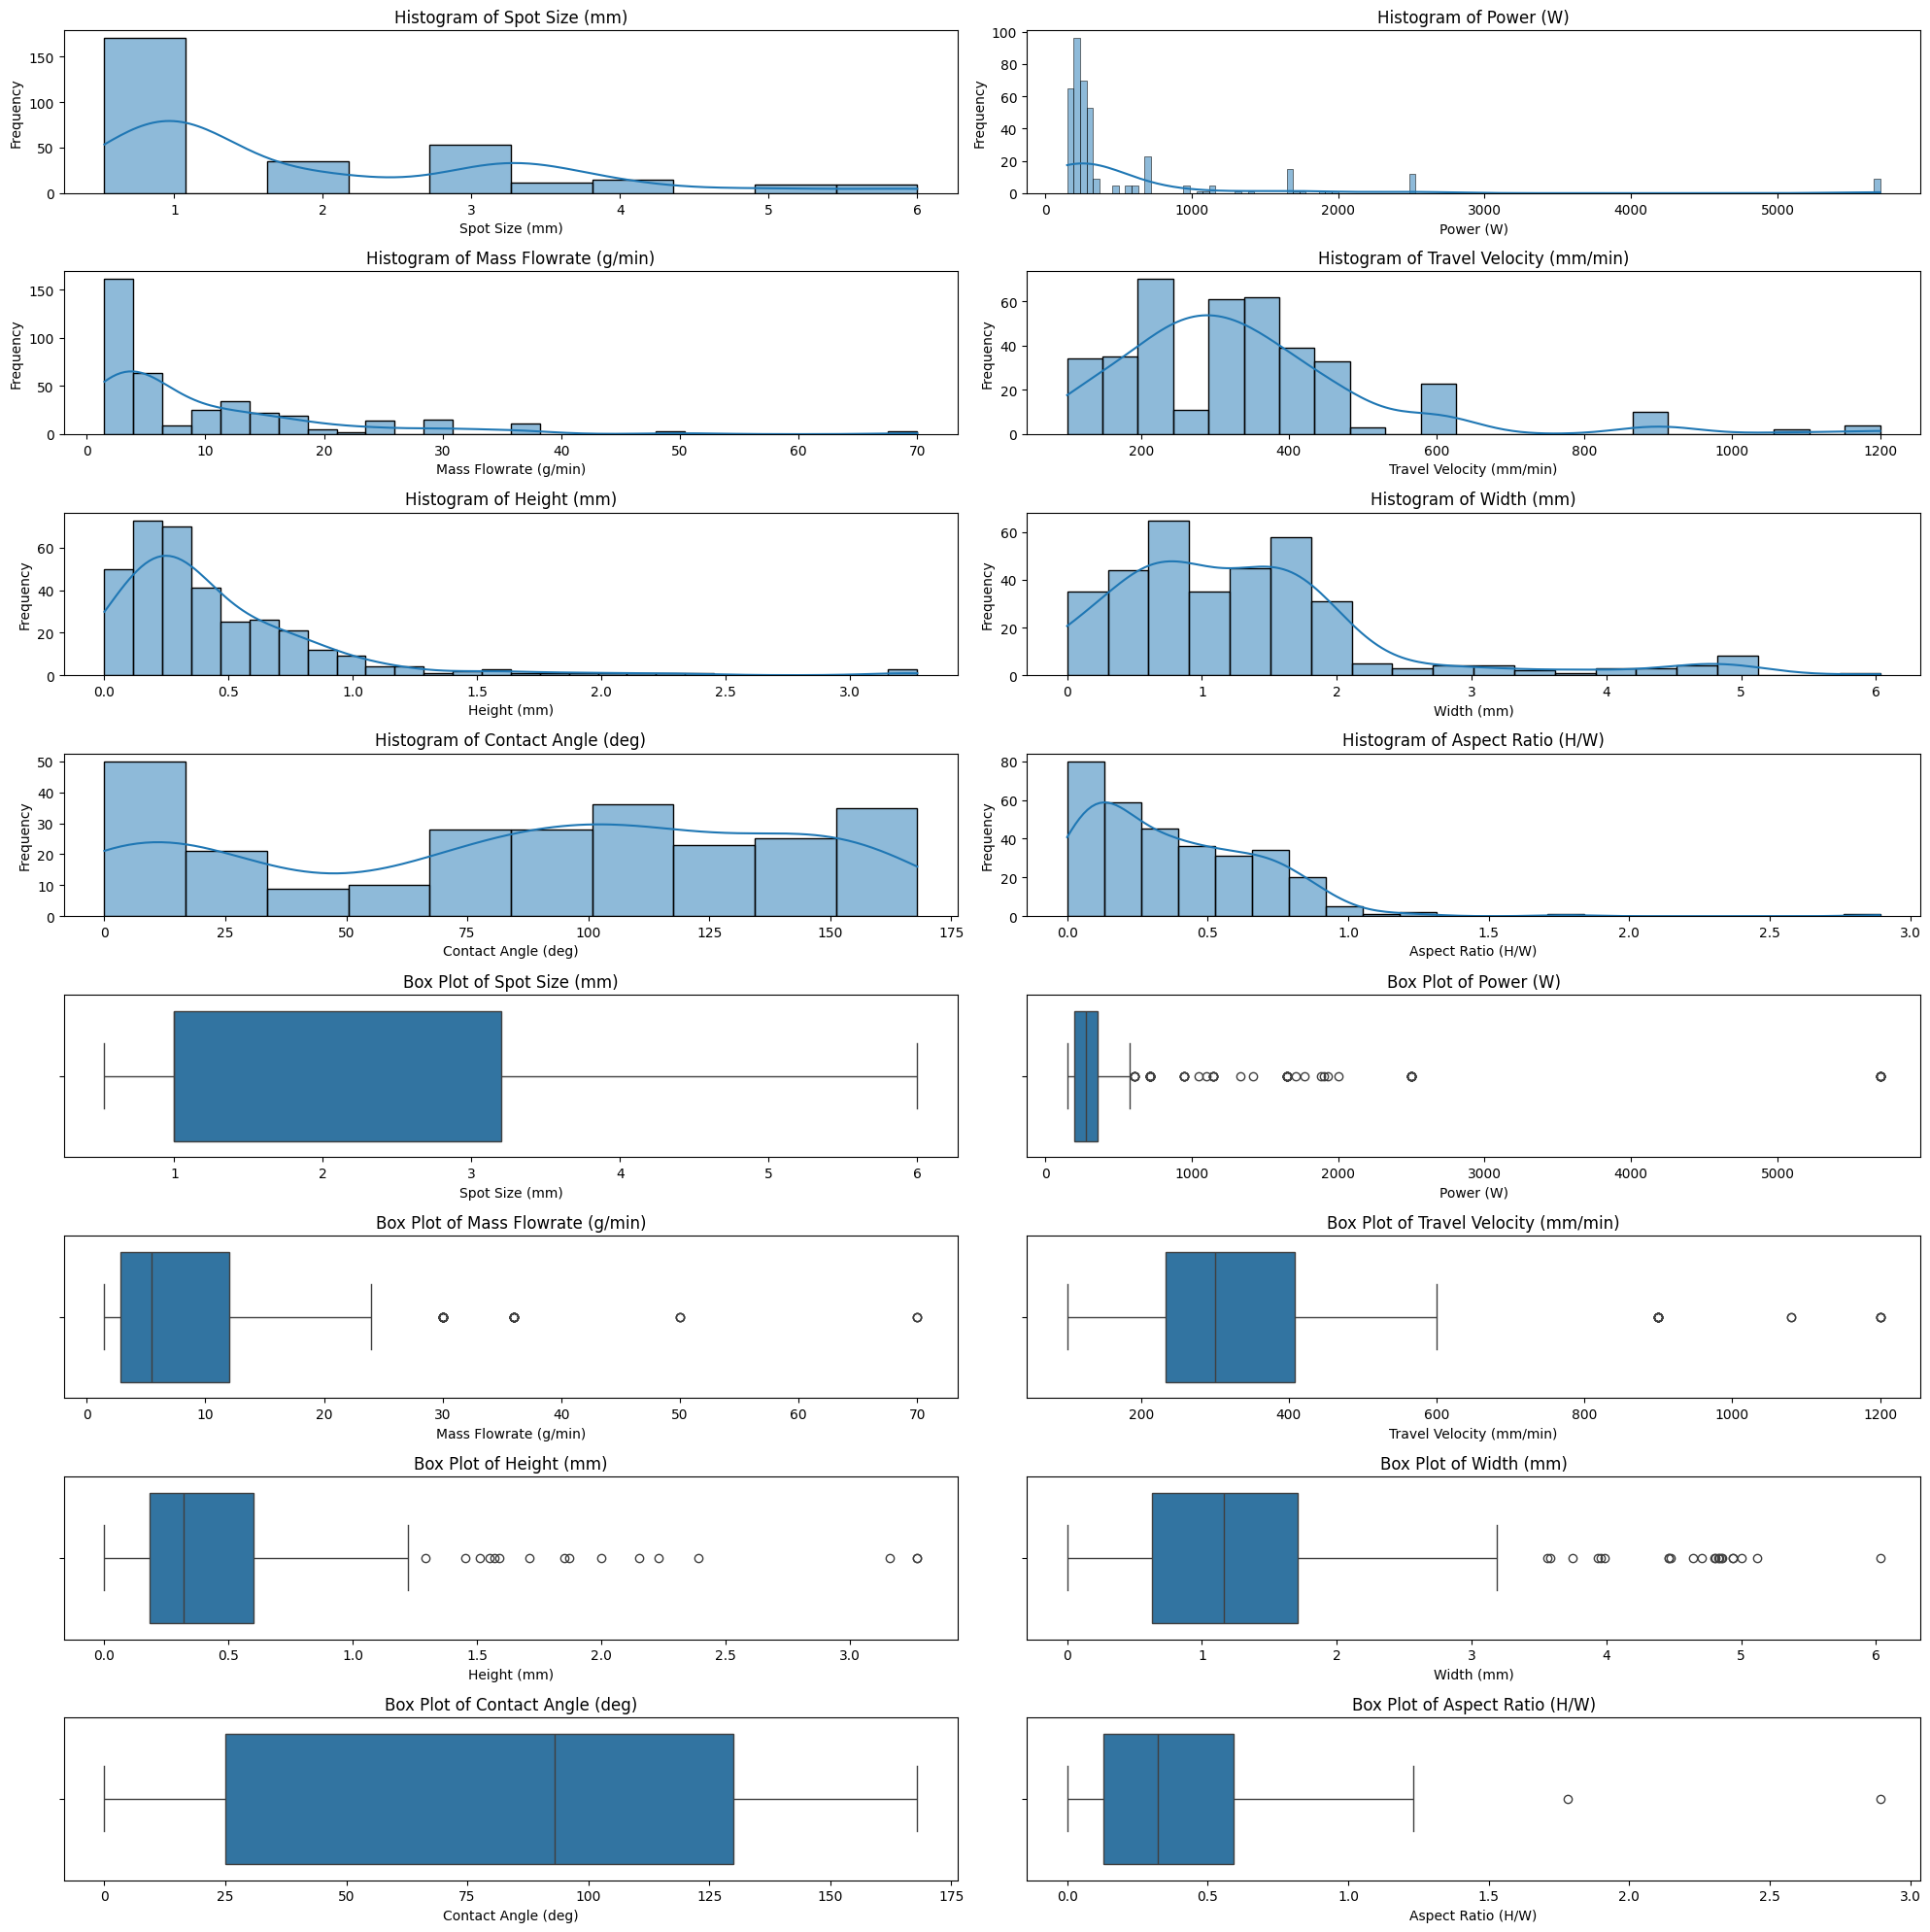 Histogram of Spot Size (mm)
Frequency
150
100
50
0
1 2 3 4 5 6
Spot Size (mm)
Histogram of Power (W)
Frequency
100
80
60
40
20
0
0 1000 2000 3000 4000 5000
Power (W)
Histogram of Mass Flowrate (g/min)
Frequency
150
100
50
0
0 10 20 30 40 50 60 70
Mass Flowrate (g/min)
Histogram of Travel Velocity (mm/min)
Frequency
60
40
20
0
200 400 600 800 1000 1200
Travel Velocity (mm/min)
Histogram of Height (mm)
Frequency
60
40
20
0
0.0 0.5 1.0 1.5 2.0 2.5 3.0
Height (mm)
Histogram of Width (mm)
Frequency
60
40
20
0
0 1 2 3 4 5 6
Width (mm)
Histogram of Contact Angle (deg)
Frequency
50
40
30
20
10
0
0 25 50 75 100 125 150 175
Contact Angle (deg)
Histogram of Aspect Ratio (H/W)
Frequency
80
60
40
20
0
0.0 0.5 1.0 1.5 2.0 2.5 3.0
Aspect Ratio (H/W)
Box Plot of Spot Size (mm)
1 2 3 4 5 6
Spot Size (mm)
Box Plot of Power (W)
0 1000 2000 3000 4000 5000
Power (W)
Box Plot of Mass Flowrate (g/min)
0 10 20 30 40 50 60 70
Mass Flowrate (g/min)
Box Plot of Travel Velocity (mm/min)
200 400 600 800 1000 1200
Travel Velocity (mm/min)
Box Plot of Height (mm)
0.0 0.5 1.0 1.5 2.0 2.5 3.0
Height (mm)
Box Plot of Width (mm)
0 1 2 3 4 5 6
Width (mm)
Box Plot of Contact Angle (deg)
0 25 50 75 100 125 150 175
Contact Angle (deg)
Box Plot of Aspect Ratio (H/W)
0.0 0.5 1.0 1.5 2.0 2.5 3.0
Aspect Ratio (H/W)